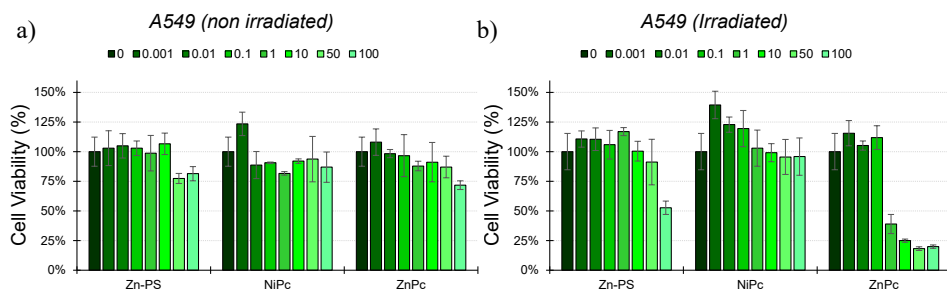 a)
A549 (non irradiated)
0 0.001 0.01 0.1 1 10 50 100
Cell Viability (%)
150%
125%
100%
75%
50%
25%
0%
Zn-PS NiPc ZnPc
b)
A549 (Irradiated)
0 0.001 0.01 0.1 1 10 50 100
Cell Viability (%)
150%
125%
100%
75%
50%
25%
0%
Zn-PS NiPc ZnPc